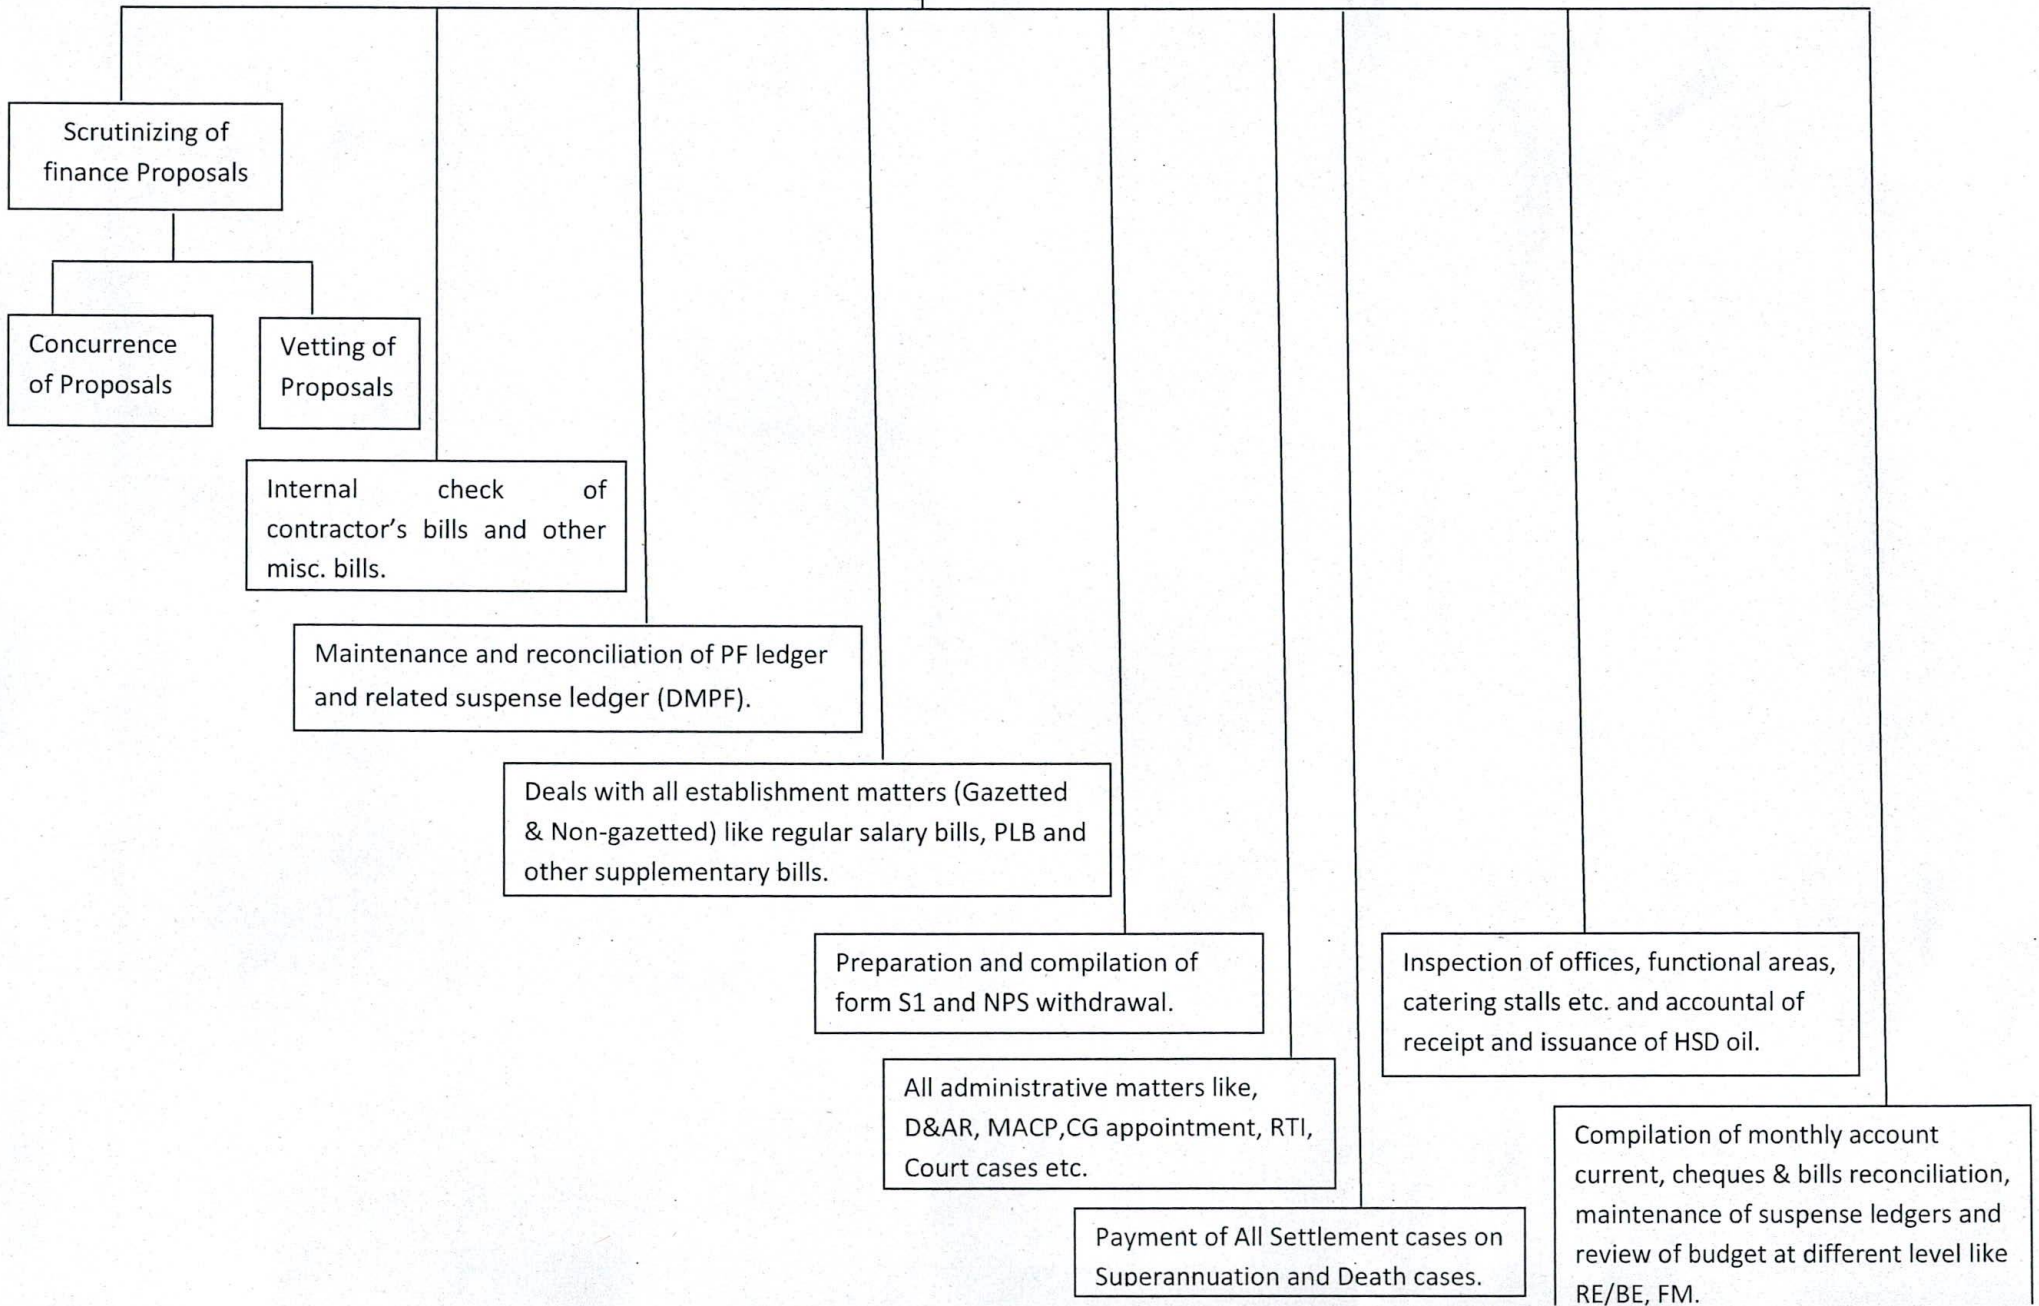 Scrutinizing of
finance Proposals
Concurrence
of Proposals
Vetting of
Proposals
Internal check of
contractor's bills and other
misc. bills.
Maintenance and reconciliation of PF ledger
and related suspense ledger (DMPF).
Deals with all establishment matters (Gazetted
& Non-gazetted) like regular salary bills, PLB and
other supplementary bills.
Preparation and compilation of
form S1 and NPS withdrawal.
All administrative matters like,
D&AR, MACP,CG appointment, RTI,
Court cases etc.
Payment of All Settlement cases on
Superannuation and Death cases.
Inspection of offices, functional areas,
catering stalls etc. and accountal of
receipt and issuance of HSD oil.
Compilation of monthly account
current, cheques & bills reconciliation,
maintenance of suspense ledgers and
review of budget at different level like
RE/BE, FM.